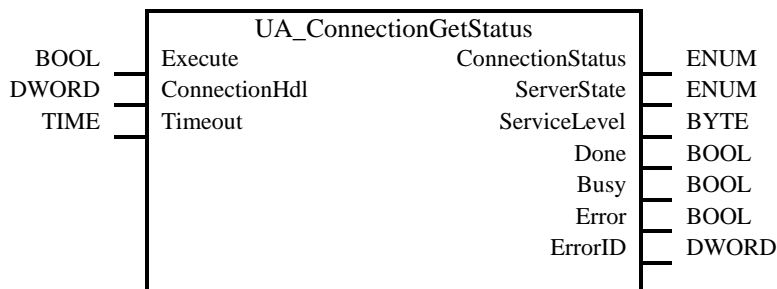 UA_ConnectionGetStatus
BOOL Execute ConnectionStatus ENUM
DWORD ConnectionHdl ServerState ENUM
TIME Timeout ServiceLevel BYTE
Done BOOL
Busy BOOL
Error BOOL
ErrorID DWORD